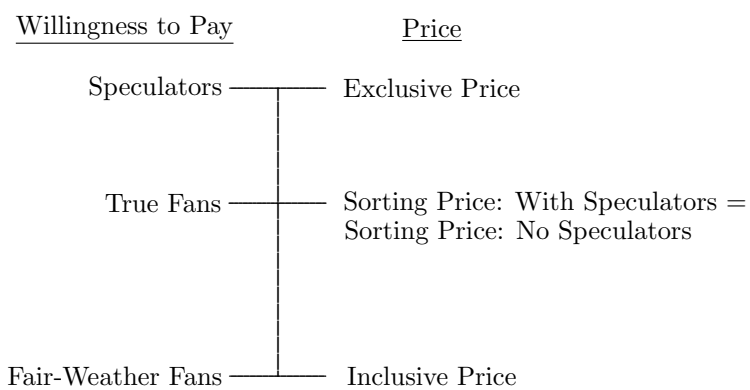 Willingness to Pay
Price
Speculators
Exclusive Price
True Fans
Sorting Price: With Speculators =
Sorting Price: No Speculators
Fair-Weather Fans
Inclusive Price